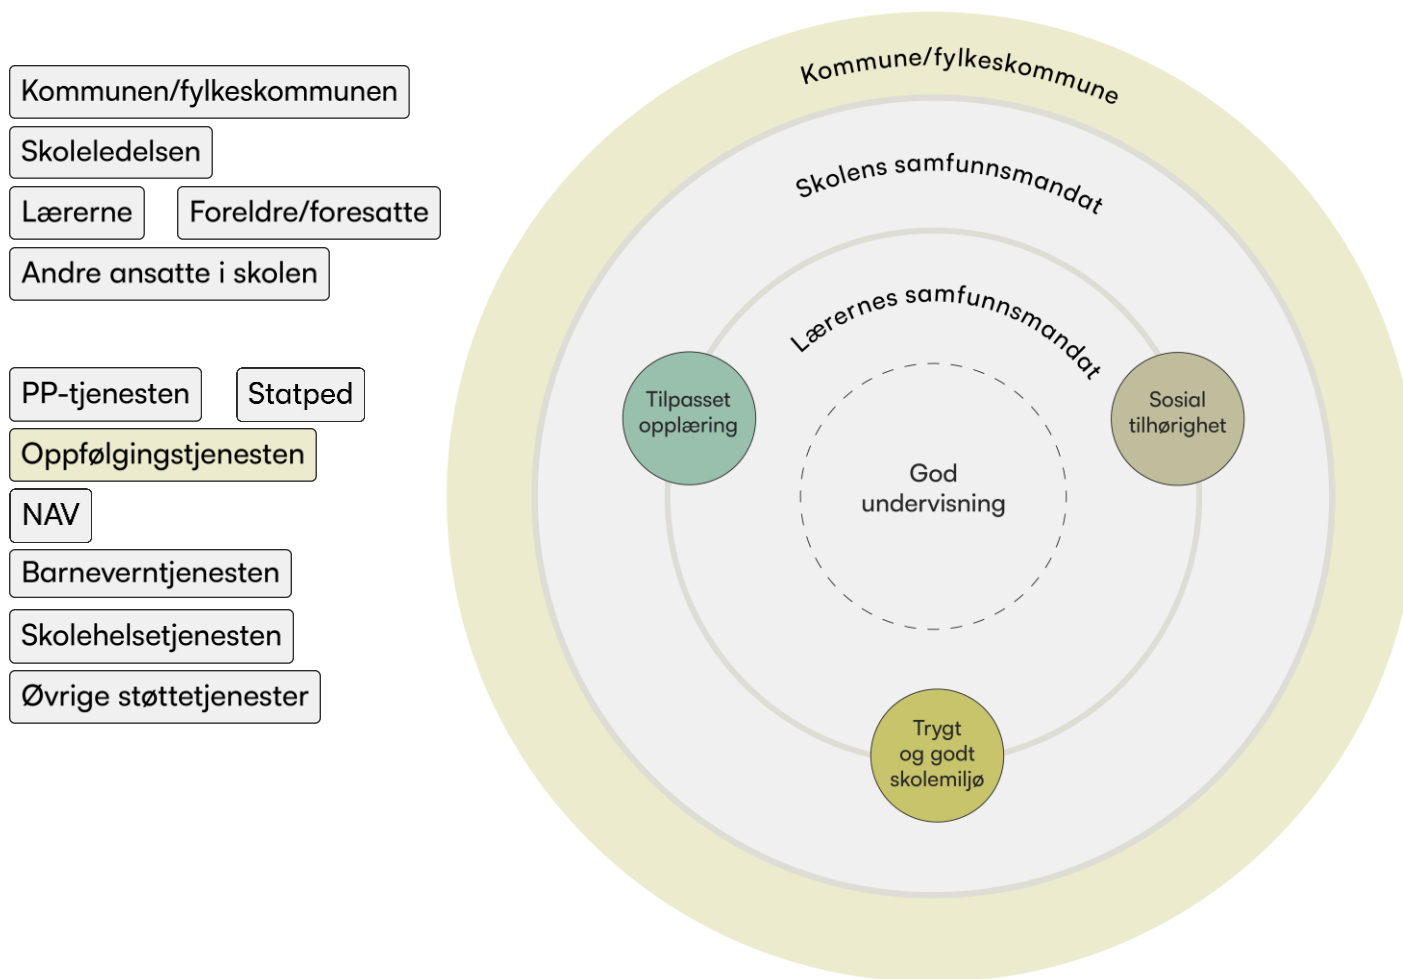 Kommunen/fylkeskommunen
Skoleledelsen
Lærerne
Foreldre/foresatte
Andre ansatte i skolen
PP-tjenesten
Statped
Oppfølgingstjenesten
NAV
Barneverntjenesten
Skolehelsetjenesten
Øvrige støttetjenester
Kommune/fylkeskommune
Skolens samfunnsmandat
Lærernes samfunnsmandat
Tilpasset
opplæring
Sosial
tilhørighet
God
undervisning
Trygt
og godt
skolemiljø